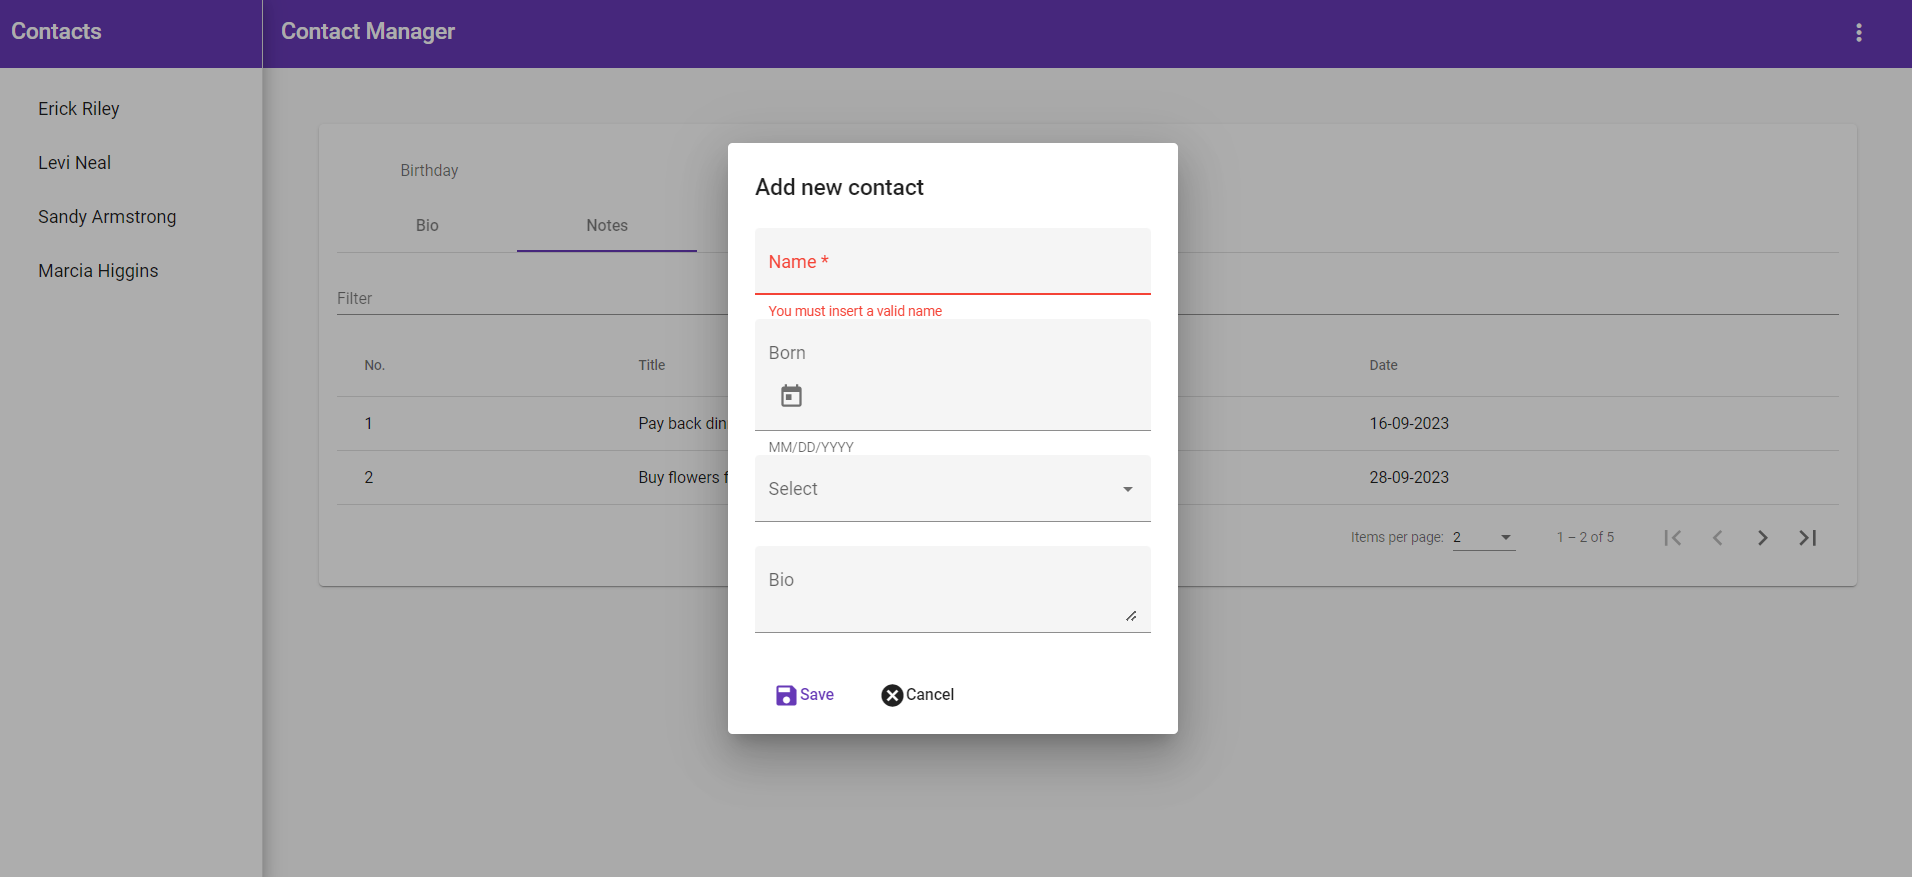 Contacts
Contact Manager
Erick Riley
Levi Neal
Sandy Armstrong
Marcia Higgins
Birthday
Bio
Notes
Filter
No.
Title
Date
1
Pay back din
16-09-2023
2
Buy flowers f
28-09-2023
Items per page: 2
1 – 2 of 5
Add new contact
Name *
You must insert a valid name
Born
MM/DD/YYYY
Select
Bio
Save
Cancel